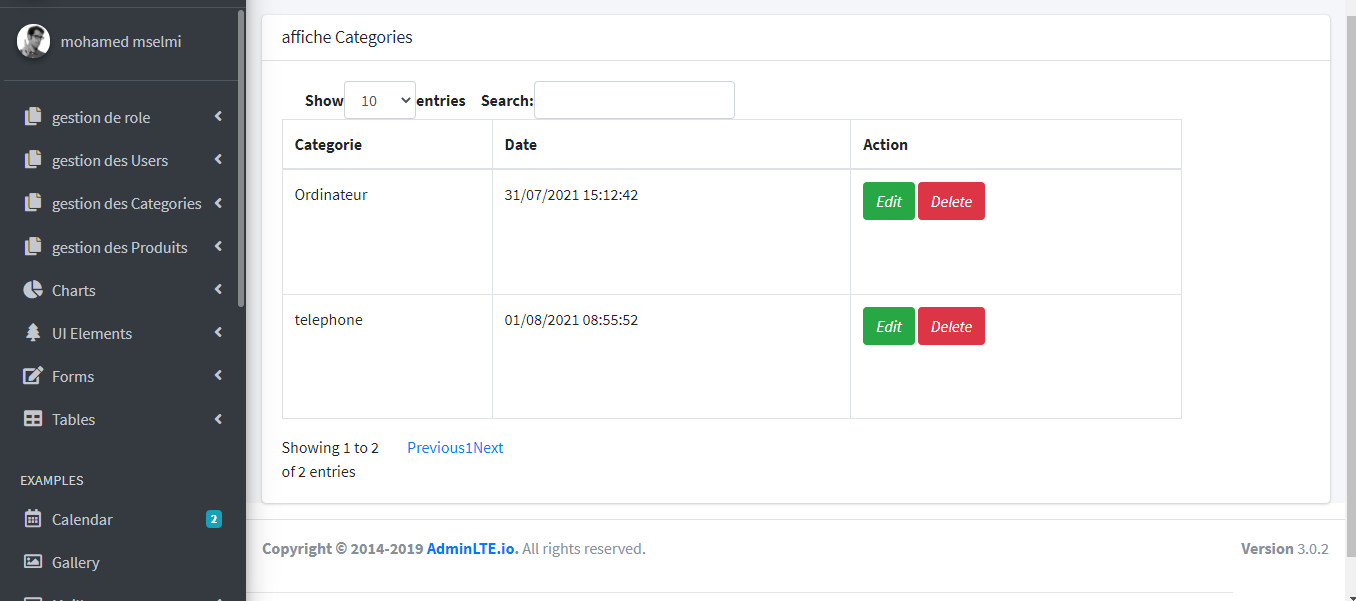 mohamed mselmi
gestion de role
gestion des Users
gestion des Categories
gestion des Produits
Charts
UI Elements
Forms
Tables
EXAMPLES
Calendar 2
Gallery
affiche Categories
Show 10 entries Search:
Categorie Date Action
Ordinateur 31/07/2021 15:12:42 Edit Delete
telephone 01/08/2021 08:55:52 Edit Delete
Showing 1 to 2
of 2 entries
Previous1Next
Copyright © 2014-2019 AdminLTE.io. All rights reserved.
Version 3.0.2